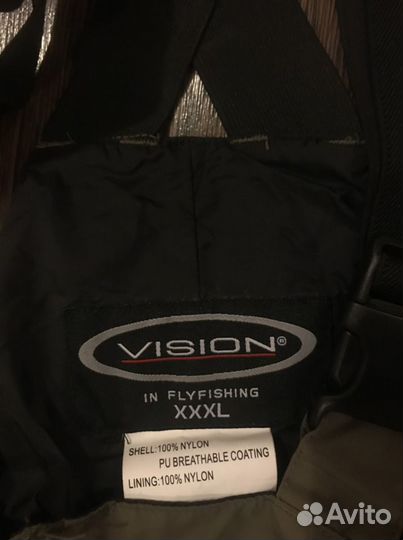 VISION®
IN FLYFISHING
XXXL
SHELL:100% NYLON
PU BREATHABLE COATING
LINING:100% NYLON
Avito